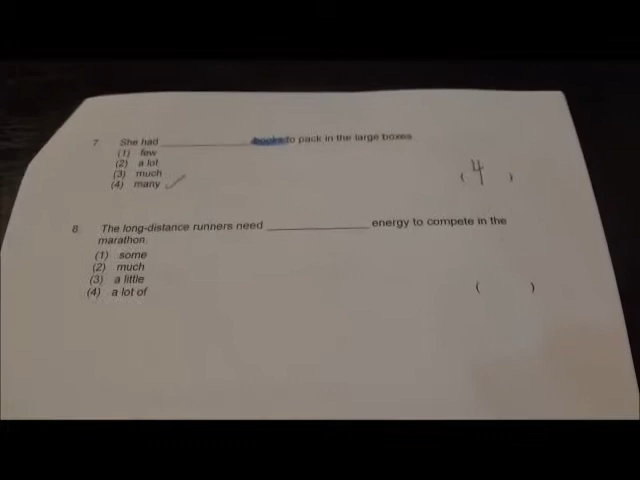 7. She had ____________ books to pack in the large boxes
(1) few
(2) a lot
(3) much
(4) many
( 4 )
8. The long-distance runners need ____________ energy to compete in the
marathon.
(1) some
(2) much
(3) a little
(4) a lot of
( )